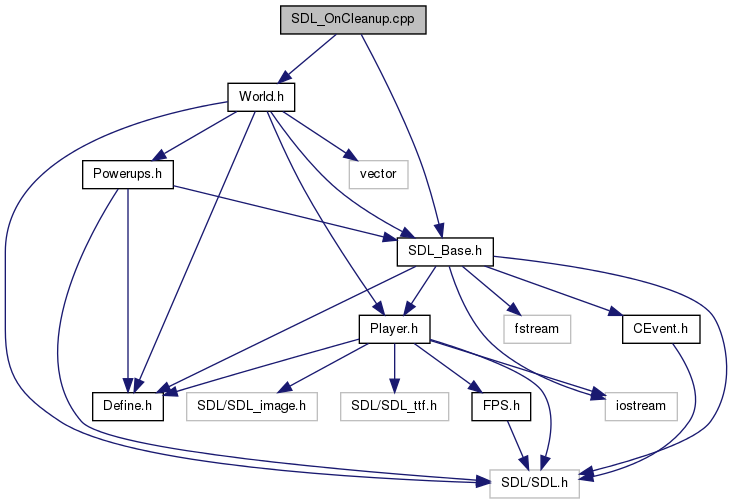 SDL_OnCleanup.cpp
World.h
Powerups.h
vector
SDL_Base.h
Player.h
fstream
CEvent.h
Define.h
SDL/SDL_image.h
SDL/SDL_ttf.h
FPS.h
iostream
SDL/SDL.h